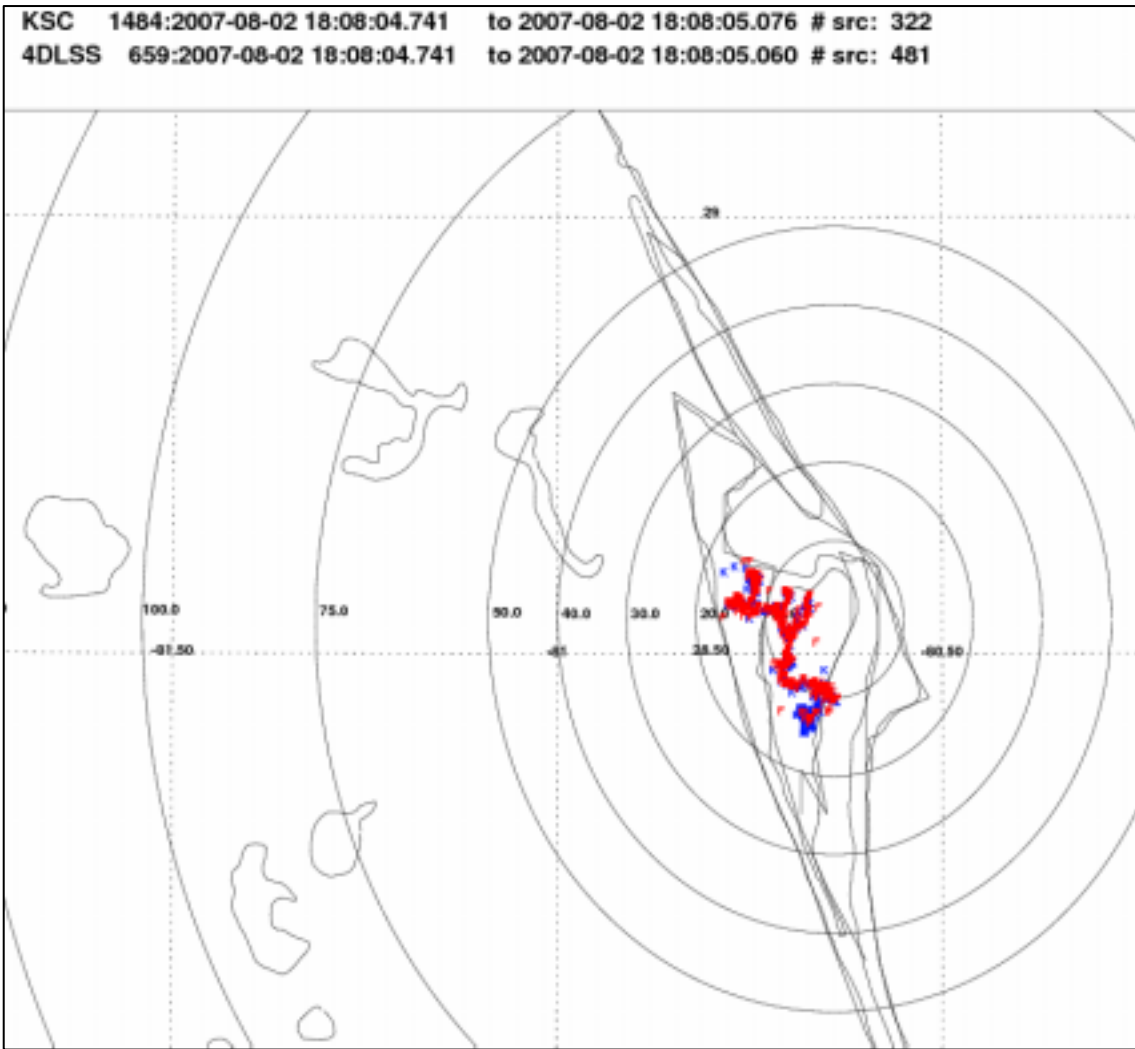 KSC 1484:2007-08-02 18:08:04.741 to 2007-08-02 18:08:05.076 # src: 322
4DLSS 659:2007-08-02 18:08:04.741 to 2007-08-02 18:08:05.060 # src: 481
29
100.0 75.0 50.0 40.0 30.0 20.0
-81.50 -81 28.50 -80.50